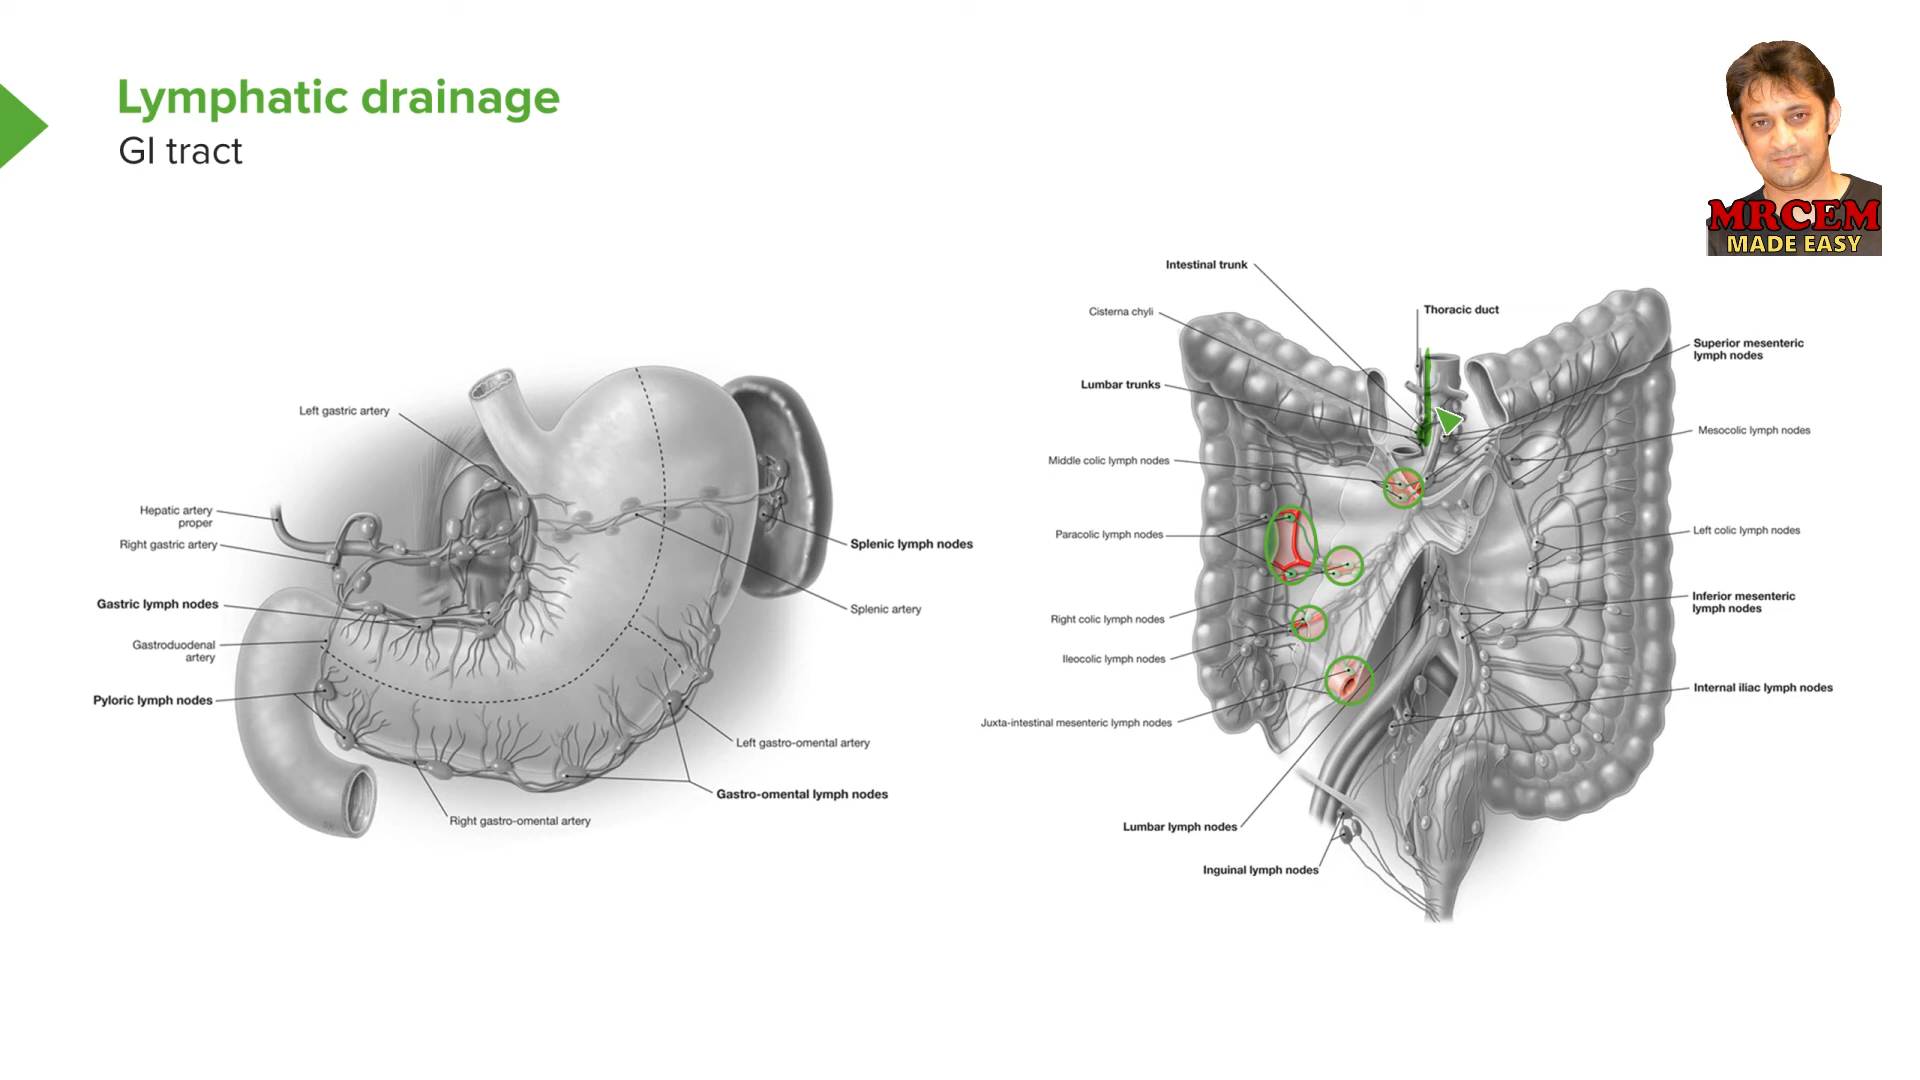 Lymphatic drainage
GI tract
MRCEM
MADE EASY
Left gastric artery
Hepatic artery
proper
Right gastric artery
Gastric lymph nodes
Gastroduodenal
artery
Pyloric lymph nodes
Splenic lymph nodes
Splenic artery
Left gastro-omental artery
Gastro-omental lymph nodes
Right gastro-omental artery
Intestinal trunk
Cisterna chyli
Thoracic duct
Lumbar trunks
Middle colic lymph nodes
Paracolic lymph nodes
Right colic lymph nodes
Ileocolic lymph nodes
Juxta-intestinal mesenteric lymph nodes
Lumbar lymph nodes
Inguinal lymph nodes
Superior mesenteric
lymph nodes
Mesocolic lymph nodes
Left colic lymph nodes
Inferior mesenteric
lymph nodes
Internal iliac lymph nodes